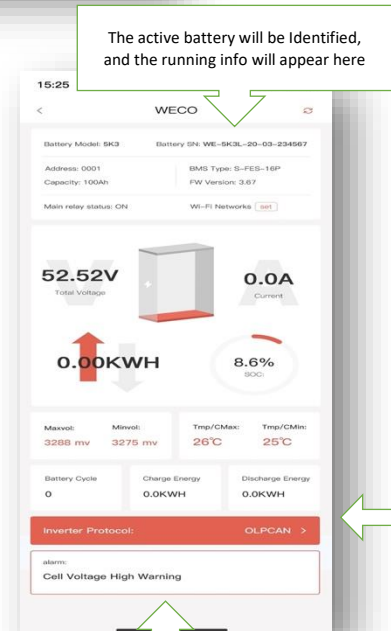 The active battery will be Identified,
and the running info will appear here
15:25
WECO
Battery Model: 5K3 Battery SN: WE-5K3L-20-03-234567
Address: 0001 BMS Type: S-FES-16P
Capacity: 100Ah FW Version: 3.67
Main relay status: ON Wi-Fi Networks set
52.52V 0.0A
Total Voltage Current
V A
0.00KWH 8.6%
SOC:
Maxvol: Minvol: Tmp/CMax: Tmp/CMin:
3288 mv 3275 mv 26℃ 25℃
Battery Cycle Charge Energy Discharge Energy
0 0.0KWH 0.0KWH
Inverter Protocol: OLPCAN >
alarm:
Cell Voltage High Warning